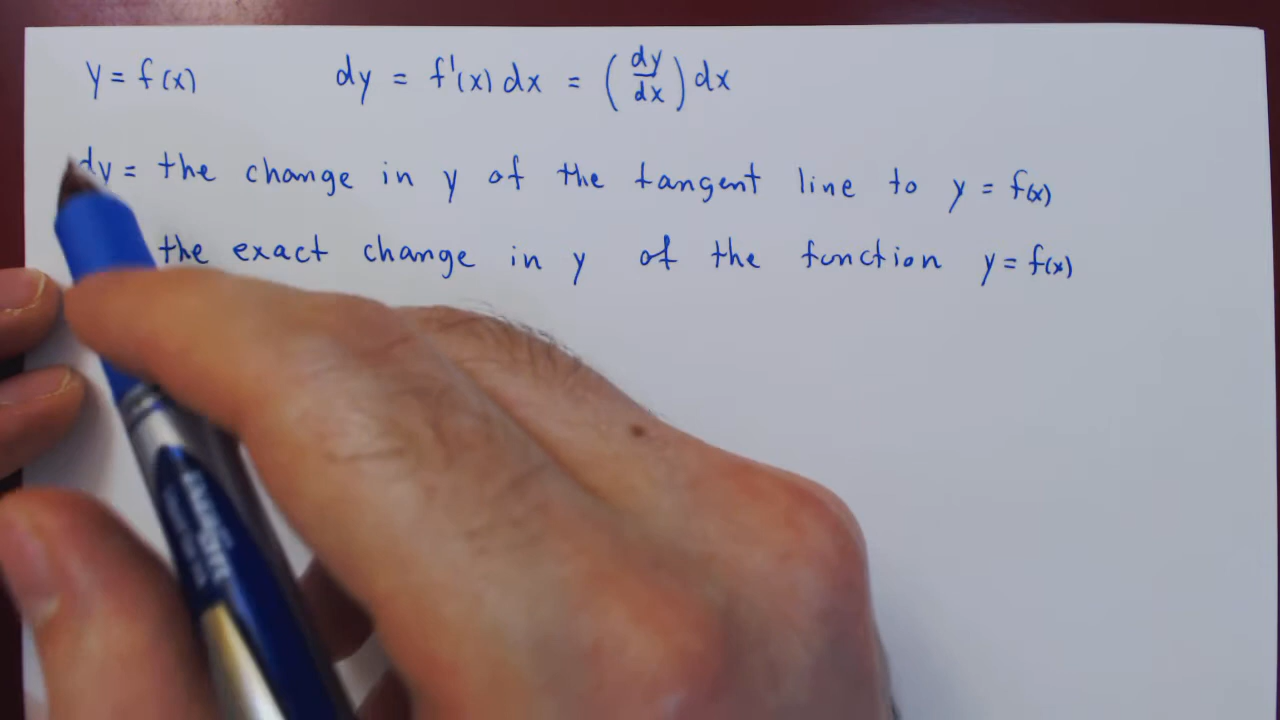 y = f(x) dy = f'(x) dx = (dy/dx) dx
dy = the change in y of the tangent line to y = f(x)
the exact change in y of the function y = f(x)